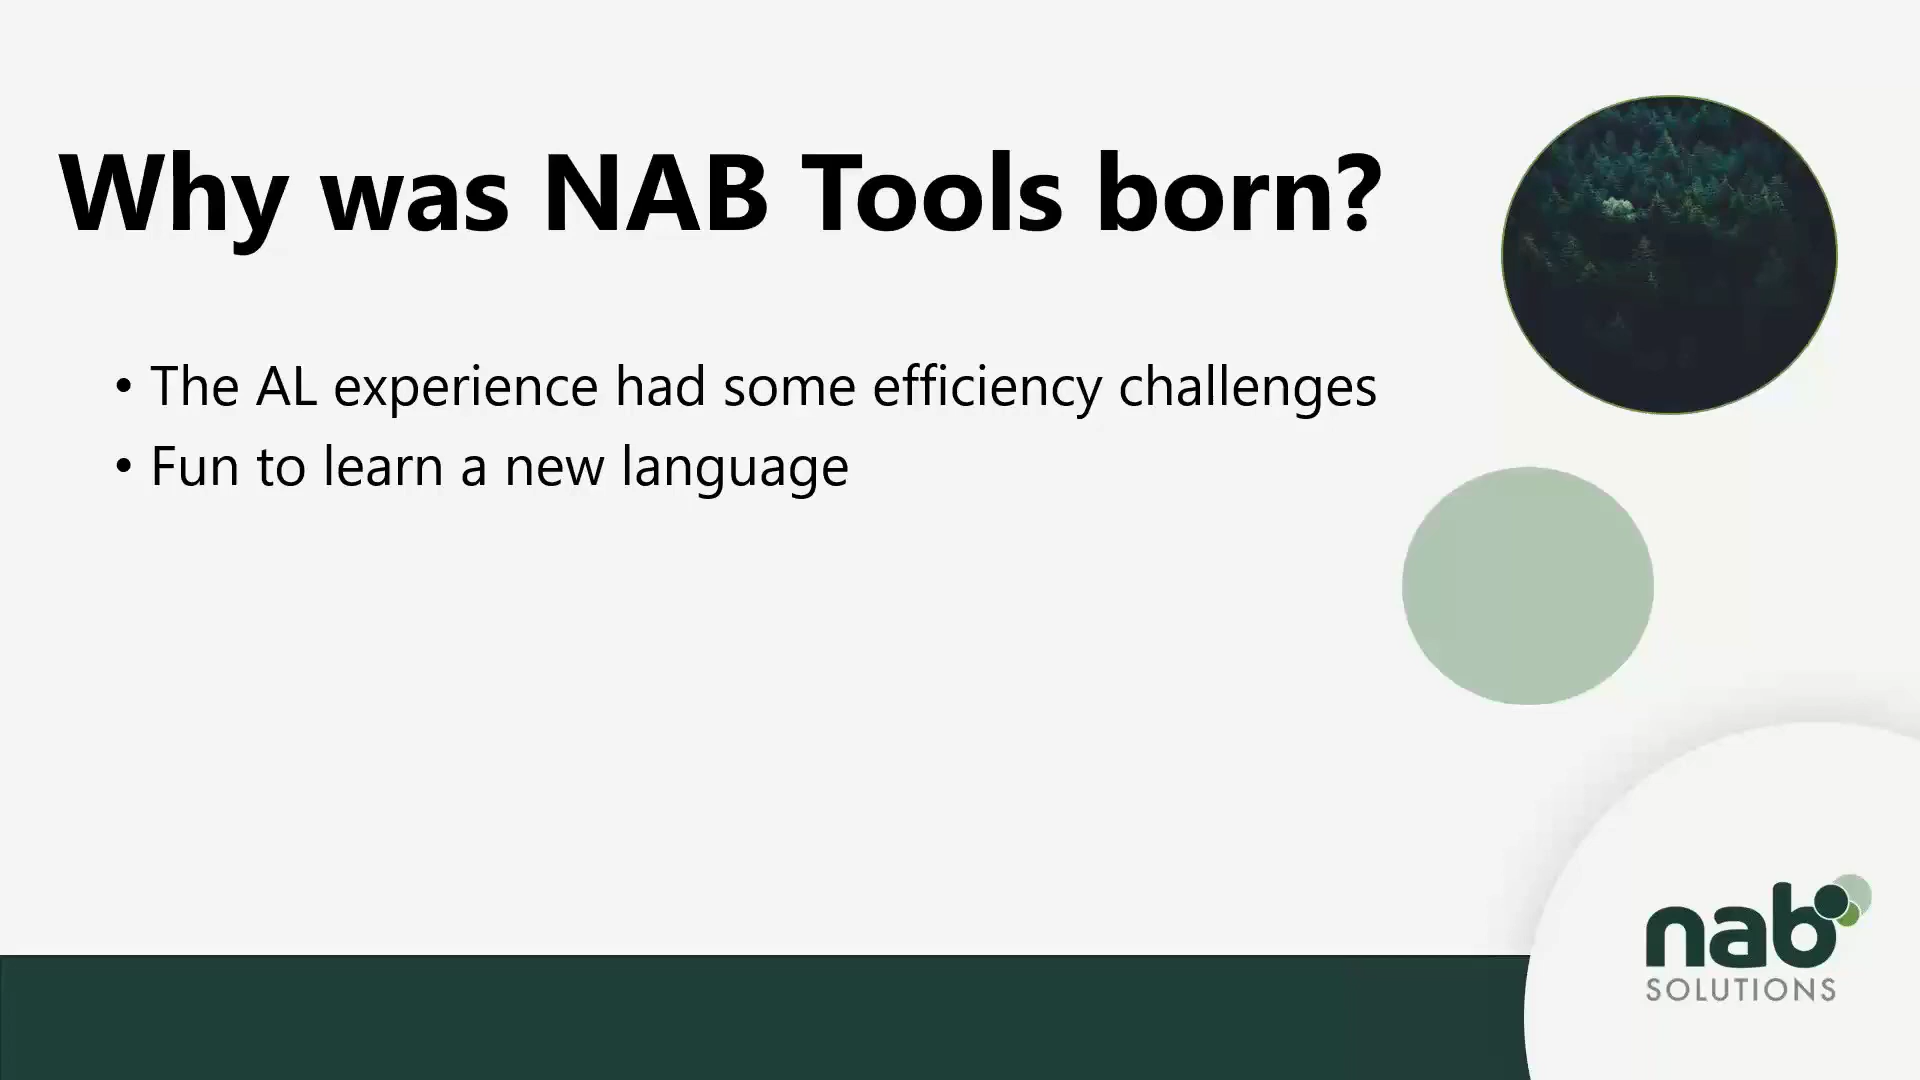 Why was NAB Tools born?
• The AL experience had some efficiency challenges
• Fun to learn a new language
nab
SOLUTIONS